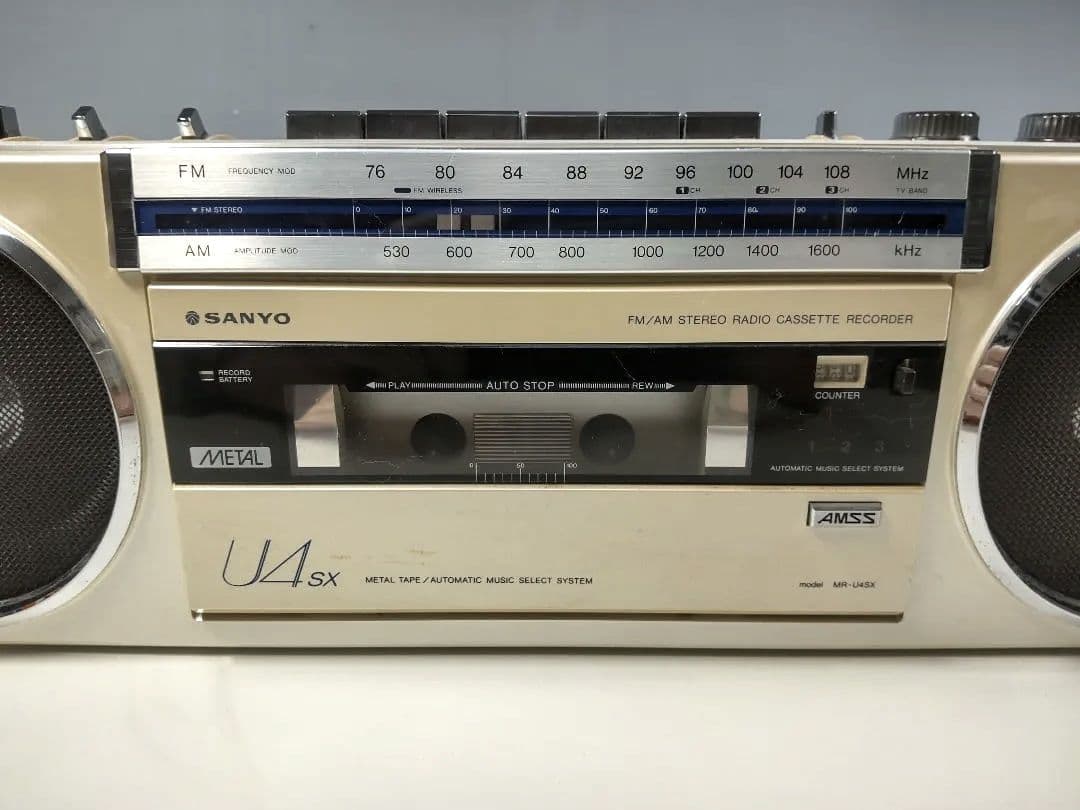 FM FREQUENCY MOD 76 80 84 88 92 96 100 104 108 MHz
FM WIRELESS 1 CH 2 CH 3 CH TV BAND
▼ FM STEREO 0 10 20 30 40 50 60 70 80 90 100
AM AMPLITUDE MOD 530 600 700 800 1000 1200 1400 1600 kHz
SANYO FM/AM STEREO RADIO CASSETTE RECORDER
RECORD
BATTERY
◀ PLAY AUTO STOP REW ▶
COUNTER
METAL
0 50 100
1 2 3
AUTOMATIC MUSIC SELECT SYSTEM
AMSS
U4SX METAL TAPE/AUTOMATIC MUSIC SELECT SYSTEM model MR-U4SX